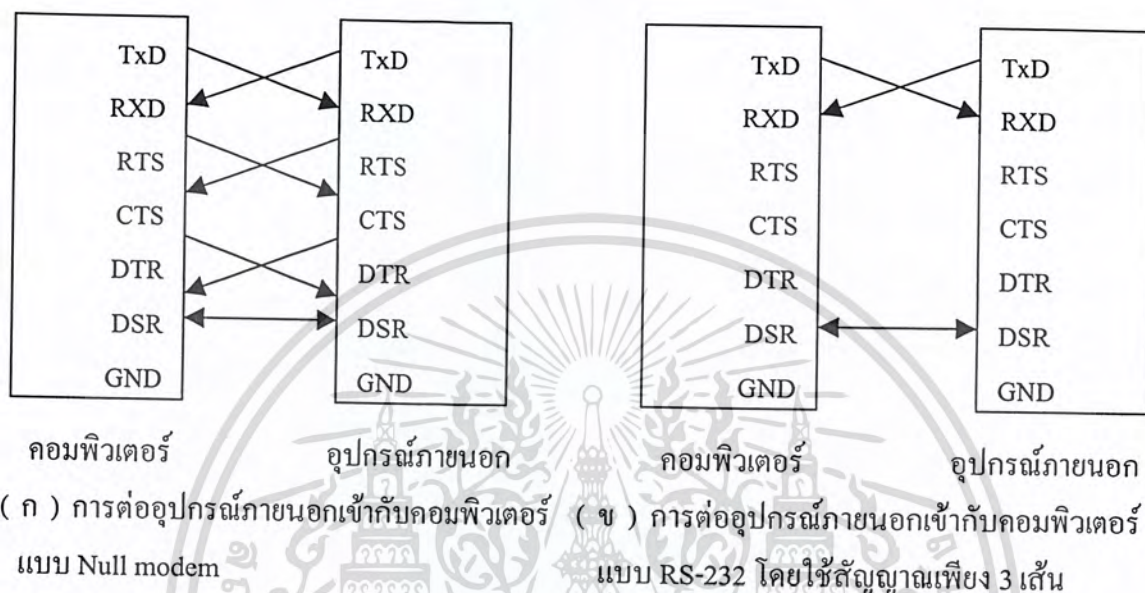 TxD
RXD
RTS
CTS
DTR
DSR
GND
TxD
RXD
RTS
CTS
DTR
DSR
GND
คอมพิวเตอร์
อุปกรณ์ภายนอก
( ก ) การต่ออุปกรณ์ภายนอกเข้ากับคอมพิวเตอร์
แบบ Null modem
TxD
RXD
RTS
CTS
DTR
DSR
GND
TxD
RXD
RTS
CTS
DTR
DSR
GND
คอมพิวเตอร์
อุปกรณ์ภายนอก
( ข ) การต่ออุปกรณ์ภายนอกเข้ากับคอมพิวเตอร์
แบบ RS-232 โดยใช้สัญญาณเพียง 3 เส้น